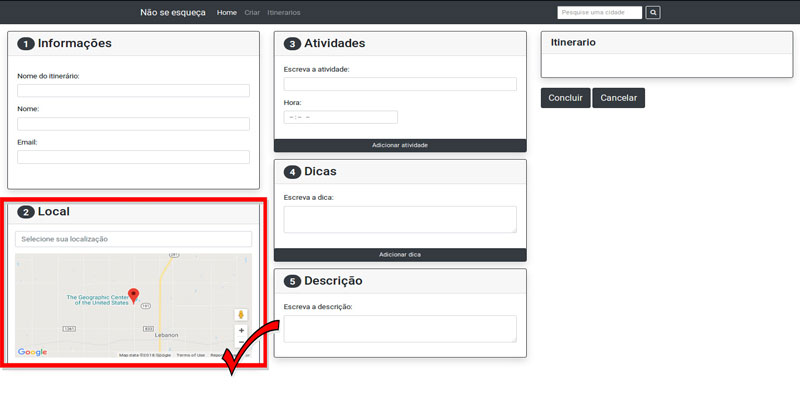 Não se esqueça Home Criar Itinerarios Pesquise uma cidade
1 Informações
Nome do itinerário:
Nome:
Email:
2 Local
Selecione sua localização
281
The Geographic Center
of the United States
191
1261
Lebanon
Google Map data ©2018 Google Terms of Use
3 Atividades
Escreva a atividade:
Hora:
--:-- --
Adicionar atividade
4 Dicas
Escreva a dica:
Adicionar dica
5 Descrição
Escreva a descrição:
Itinerario
Concluir Cancelar